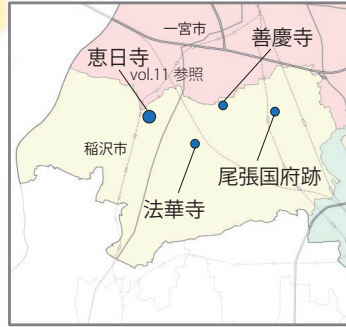 一宮市
善慶寺
恵日寺
vol.11 参照
稲沢市
尾張国府跡
法華寺